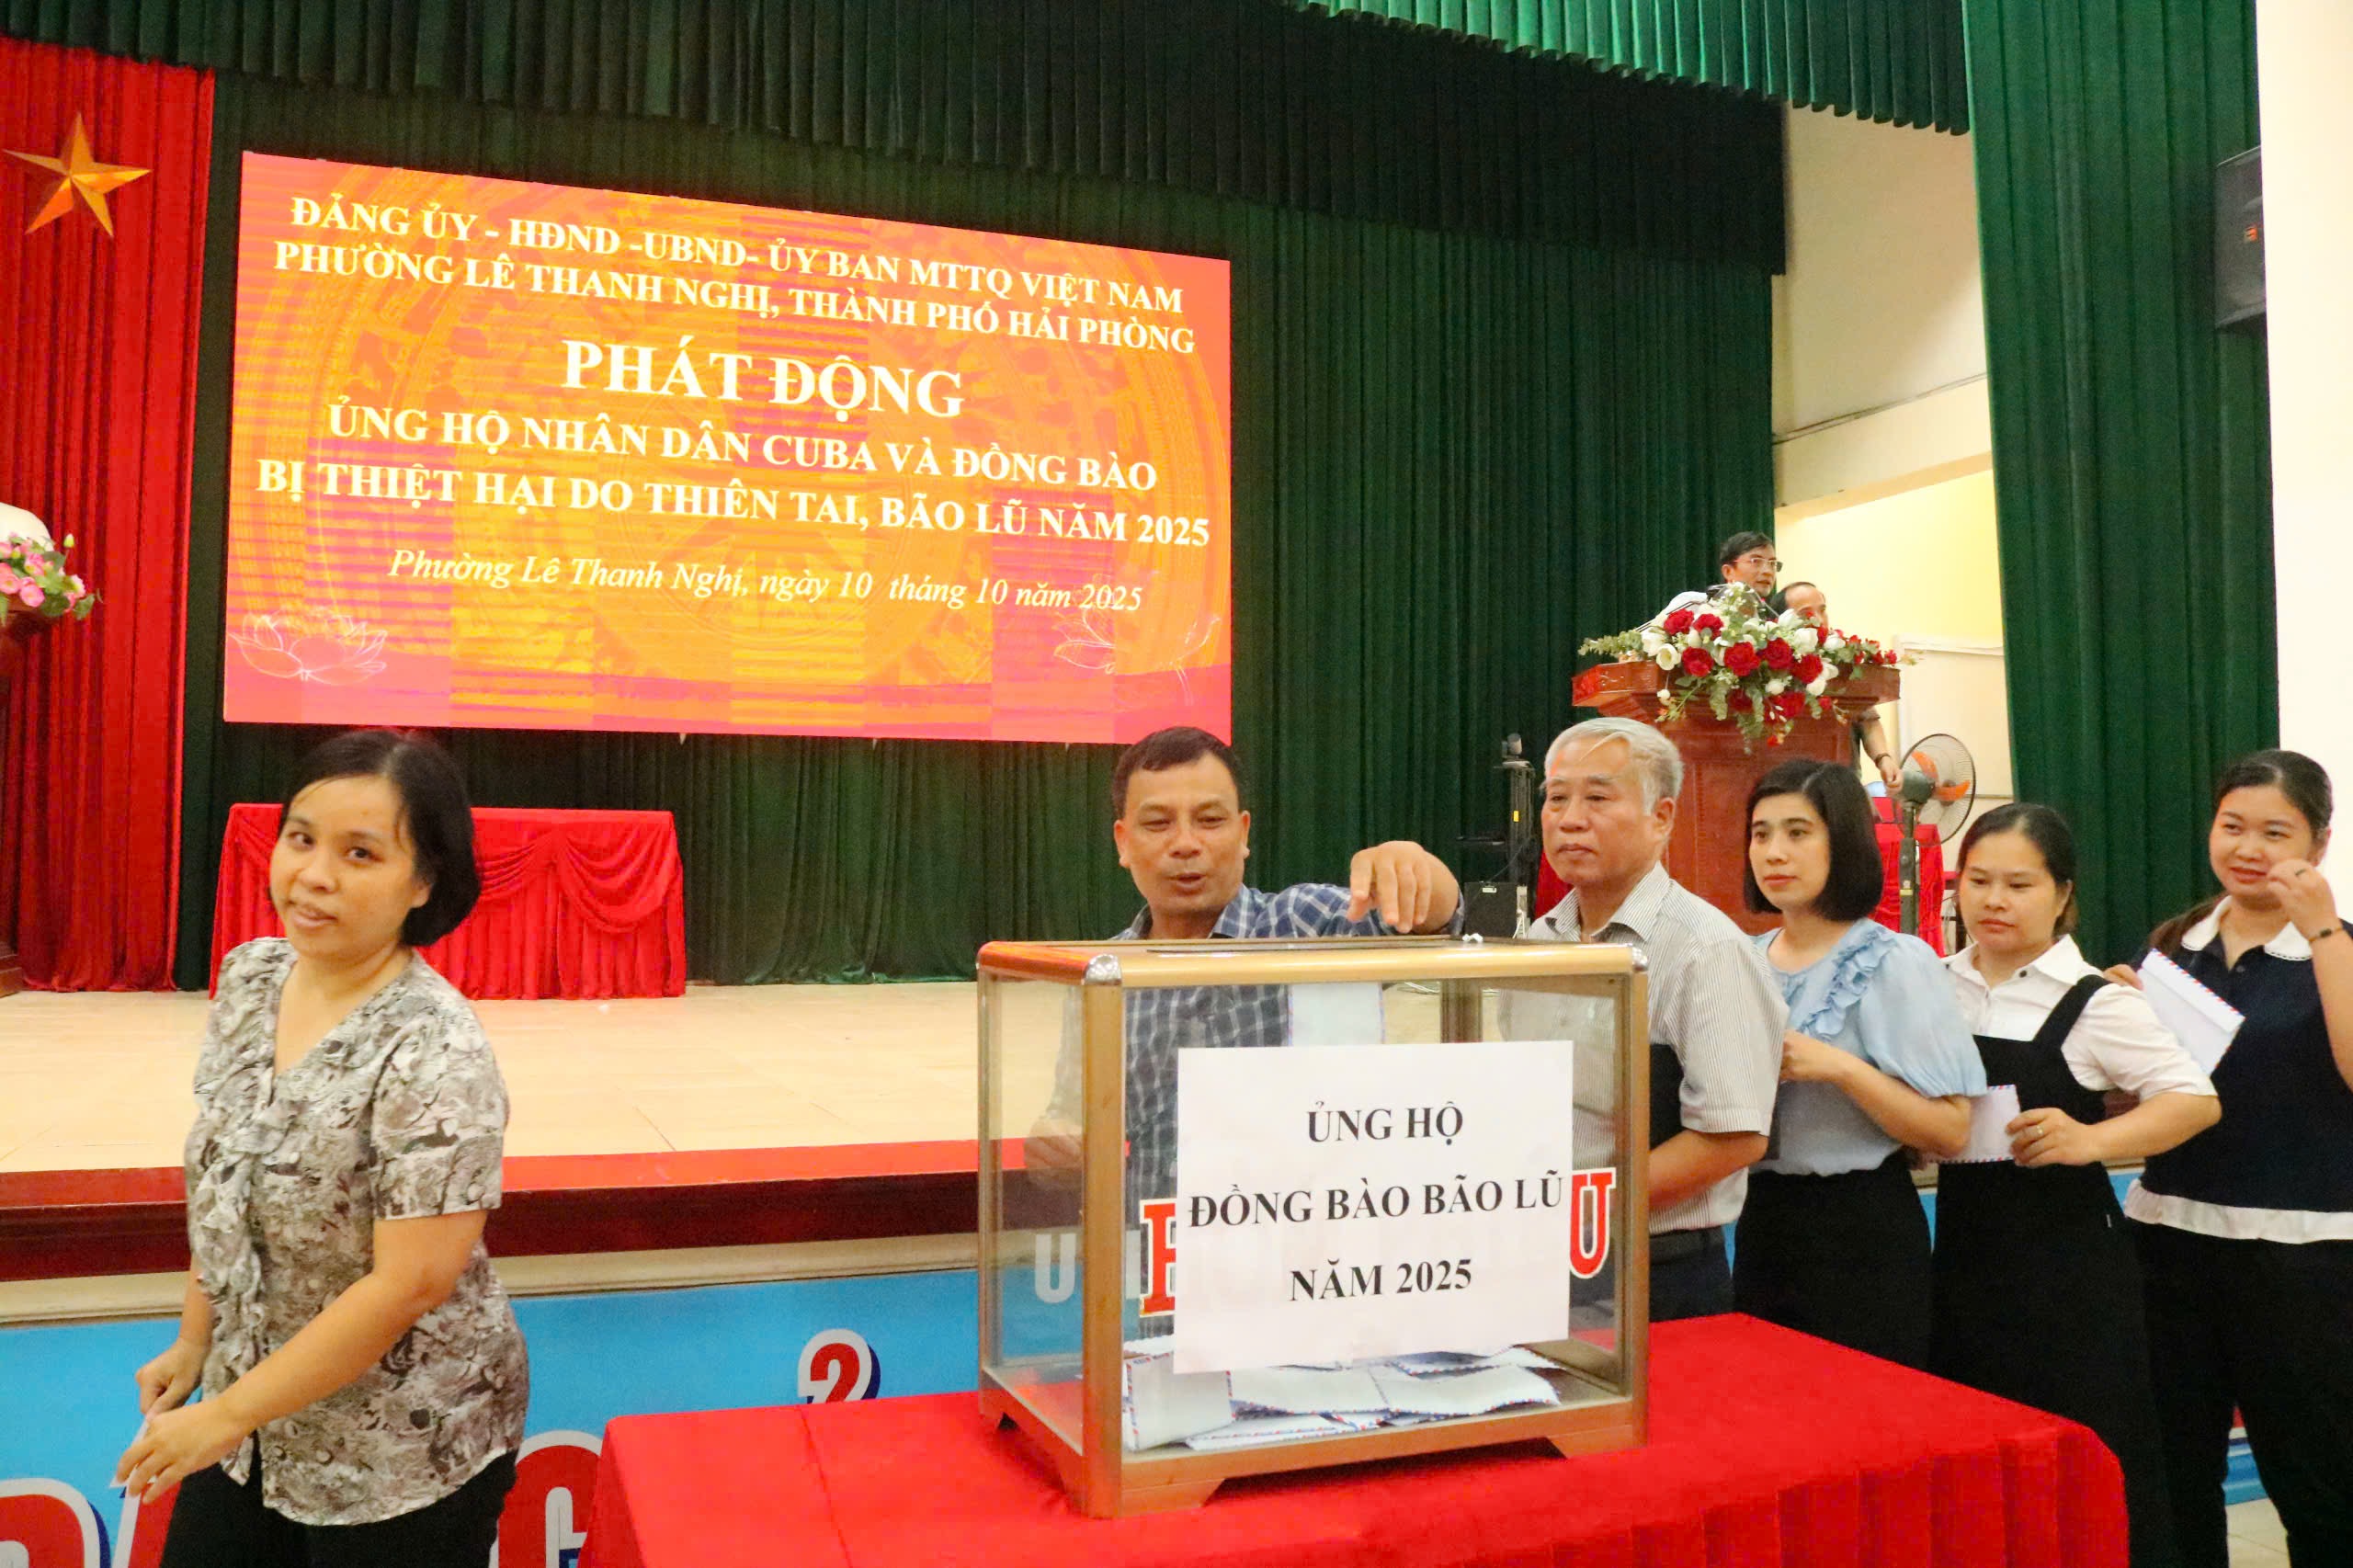 ĐẢNG ỦY - HĐND -UBND- ỦY BAN MTTQ VIỆT NAM
PHƯỜNG LÊ THANH NGHỊ, THÀNH PHỐ HẢI PHÒNG
PHÁT ĐỘNG
ỦNG HỘ NHÂN DÂN CUBA VÀ ĐỒNG BÀO
BỊ THIỆT HẠI DO THIÊN TAI, BÃO LŨ NĂM 2025
Phường Lê Thanh Nghị, ngày 10 tháng 10 năm 2025
ỦNG HỘ
ĐỒNG BÀO BÃO LŨ
NĂM 2025